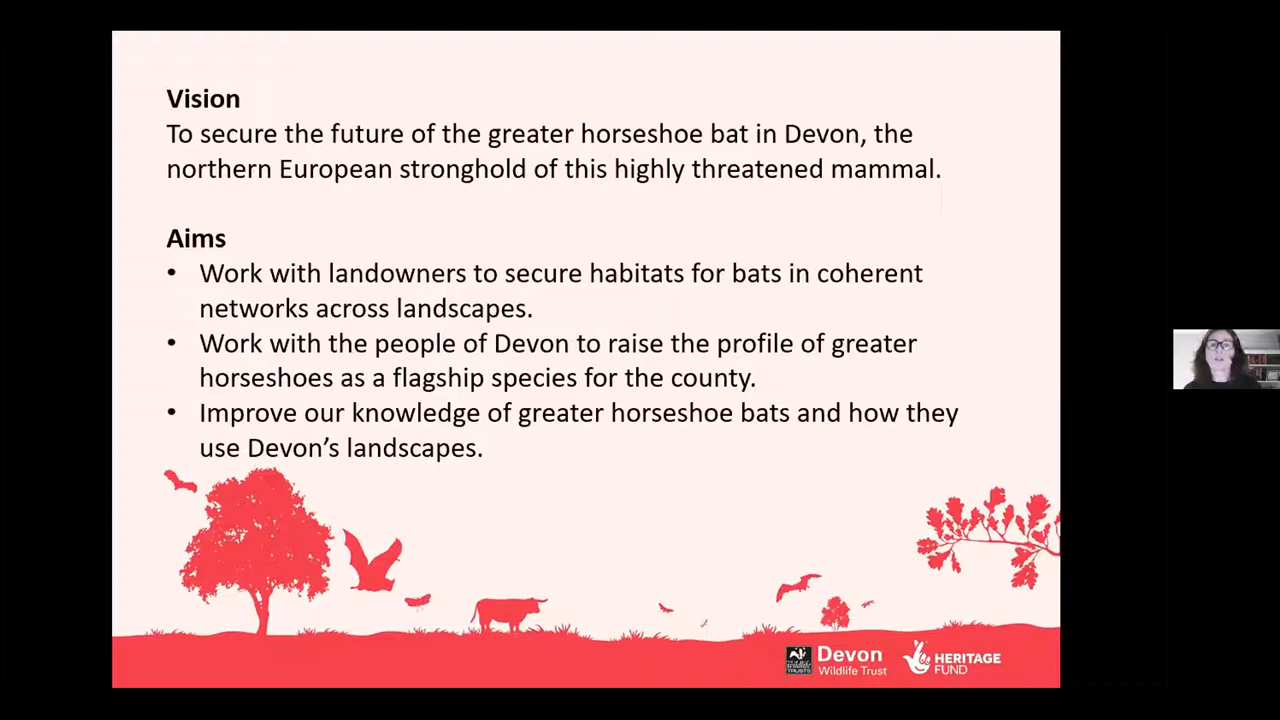 Vision
To secure the future of the greater horseshoe bat in Devon, the
northern European stronghold of this highly threatened mammal.
Aims
• Work with landowners to secure habitats for bats in coherent
networks across landscapes.
• Work with the people of Devon to raise the profile of greater
horseshoes as a flagship species for the county.
• Improve our knowledge of greater horseshoe bats and how they
use Devon’s landscapes.
Devon
Wildlife Trust
HERITAGE
FUND